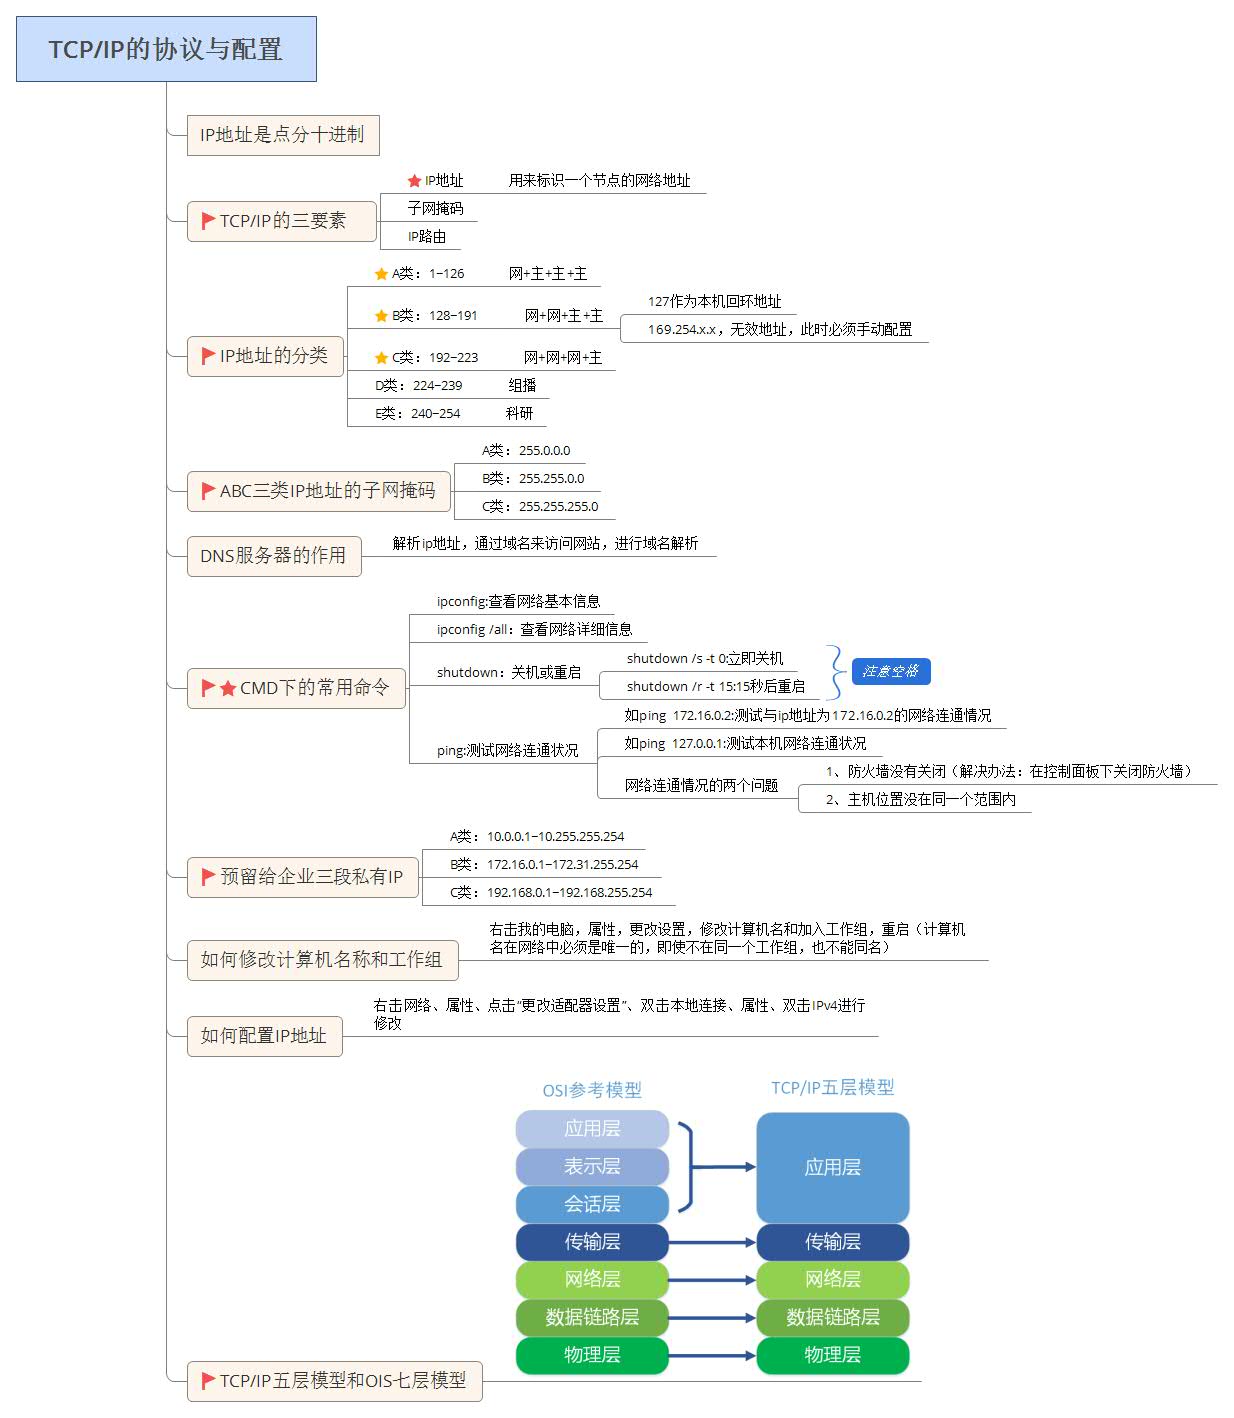 TCP/IP的协议与配置
IP地址是点分十进制
TCP/IP的三要素
IP地址 用来标识一个节点的网络地址
子网掩码
IP路由
IP地址的分类
A类：1-126 网+主+主+主
B类：128-191 网+网+主+主
127作为本机回环地址
169.254.x.x，无效地址，此时必须手动配置
C类：192-223 网+网+网+主
D类：224-239 组播
E类：240-254 科研
ABC三类IP地址的子网掩码
A类：255.0.0.0
B类：255.255.0.0
C类：255.255.255.0
DNS服务器的作用
解析ip地址，通过域名来访问网站，进行域名解析
CMD下的常用命令
ipconfig:查看网络基本信息
ipconfig /all：查看网络详细信息
shutdown：关机或重启
shutdown /s -t 0:立即关机
shutdown /r -t 15:15秒后重启
注意空格
ping:测试网络连通状况
如ping 172.16.0.2:测试与ip地址为172.16.0.2的网络连通情况
如ping 127.0.0.1:测试本机网络连通状况
网络连通情况的两个问题
1、防火墙没有关闭（解决办法：在控制面板下关闭防火墙）
2、主机位置没在同一个范围内
预留给企业三段私有IP
A类：10.0.0.1-10.255.255.254
B类：172.16.0.1-172.31.255.254
C类：192.168.0.1-192.168.255.254
如何修改计算机名称和工作组
右击我的电脑，属性，更改设置，修改计算机名和加入工作组，重启（计算机
名在网络中必须是唯一的，即使不在同一个工作组，也不能同名）
如何配置IP地址
右击网络、属性、点击“更改适配器设置”、双击本地连接、属性、双击IPv4进行
修改
TCP/IP五层模型和OIS七层模型
OSI参考模型
应用层
表示层
会话层
传输层
网络层
数据链路层
物理层
TCP/IP五层模型
应用层
传输层
网络层
数据链路层
物理层